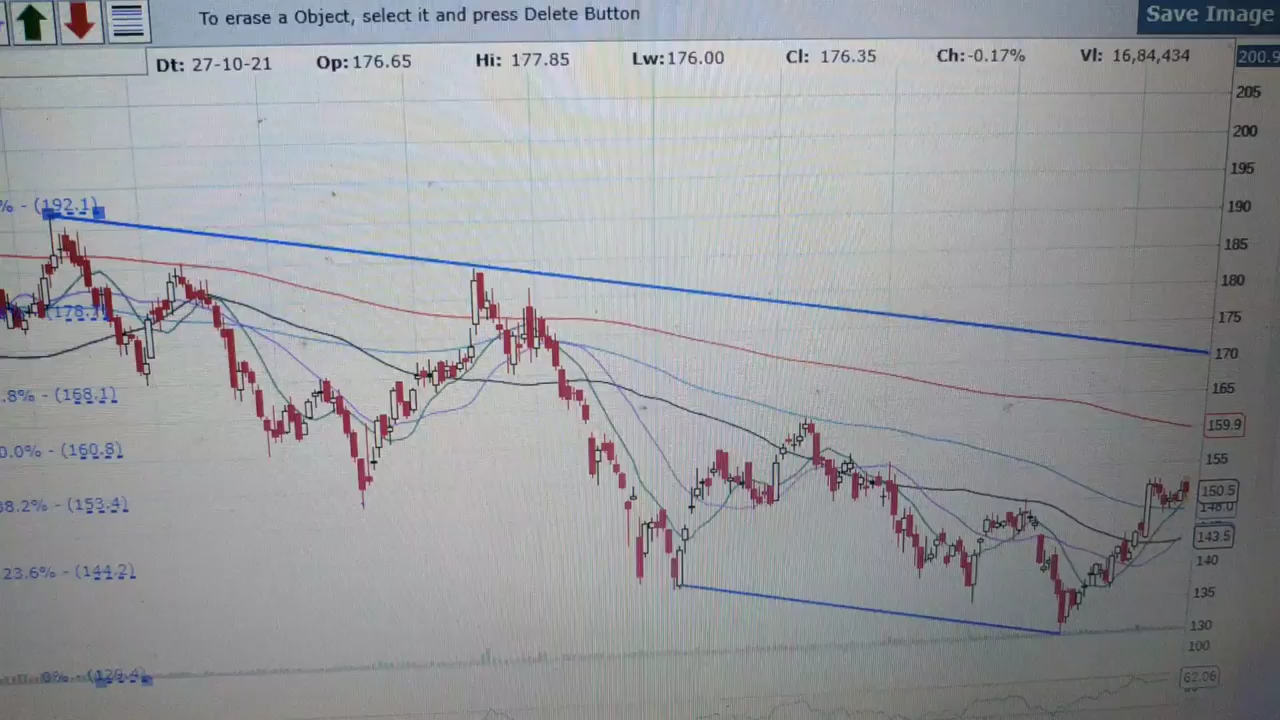 To erase a Object, select it and press Delete Button
Save Image
Dt: 27-10-21 Op: 176.65 Hi: 177.85 Lw: 176.00 Cl: 176.35 Ch: -0.17% Vl: 16,84,434
200.9
205
200
195
% - (192.1)
190
185
180
(178.1)
175
170
.8% - (168.1)
165
159.9
0.0% - (160.8)
155
150.5
148.0
38.2% - (153.4)
143.5
140
23.6% - (144.2)
135
130
100
0% - (129.4)
62.06